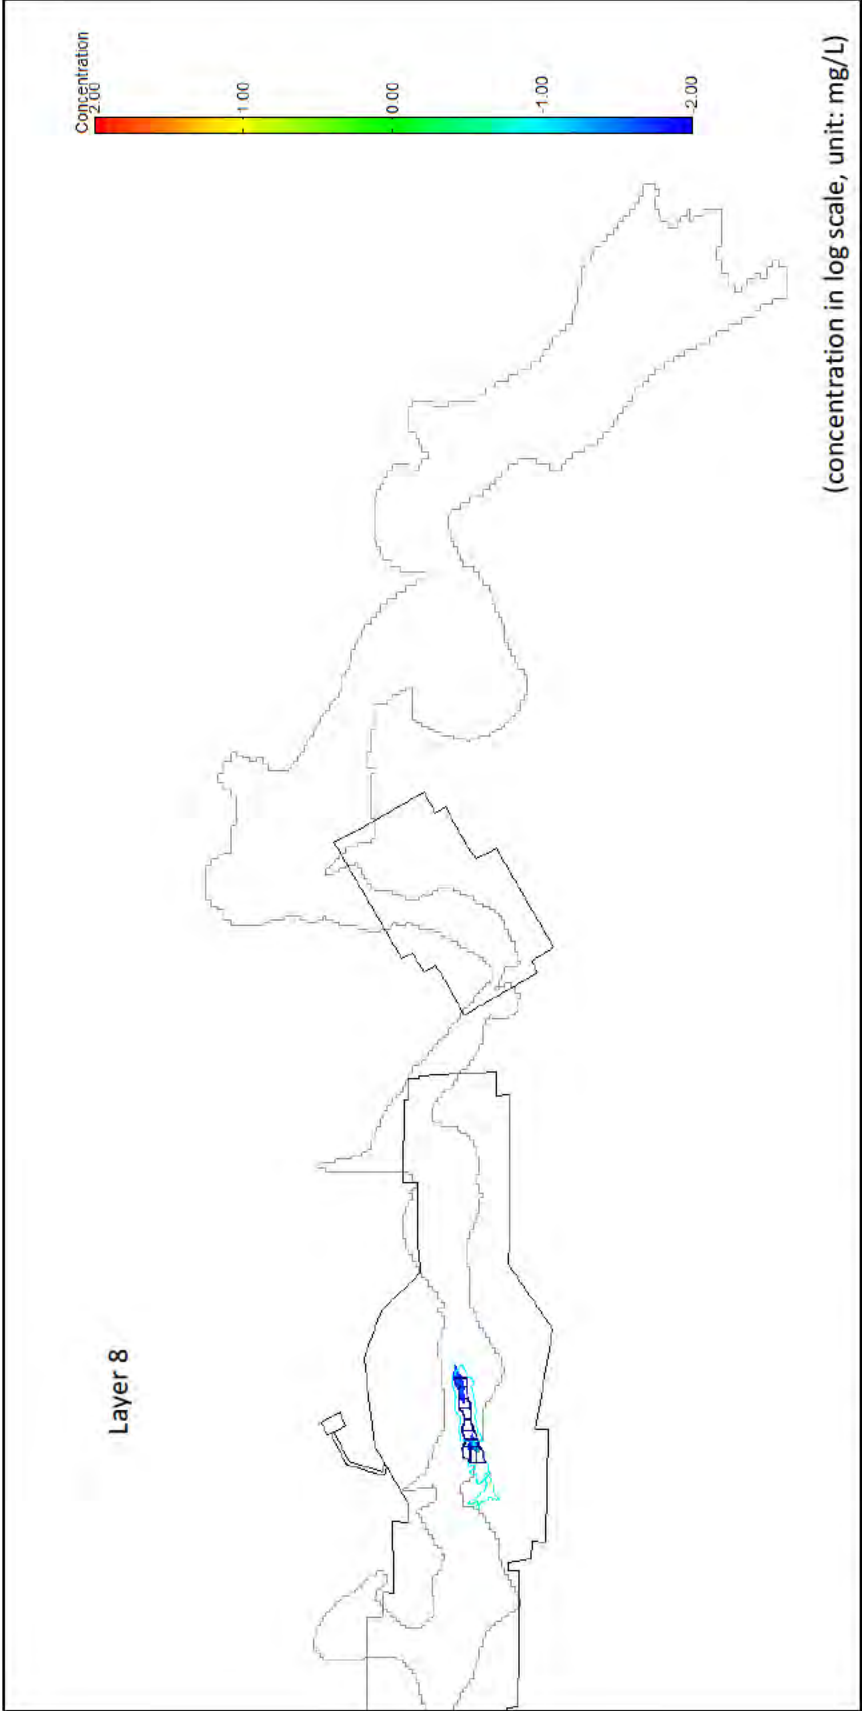 Layer 8
Concentration
2.00
1.00
0.00
-1.00
-2.00
(concentration in log scale, unit: mg/L)